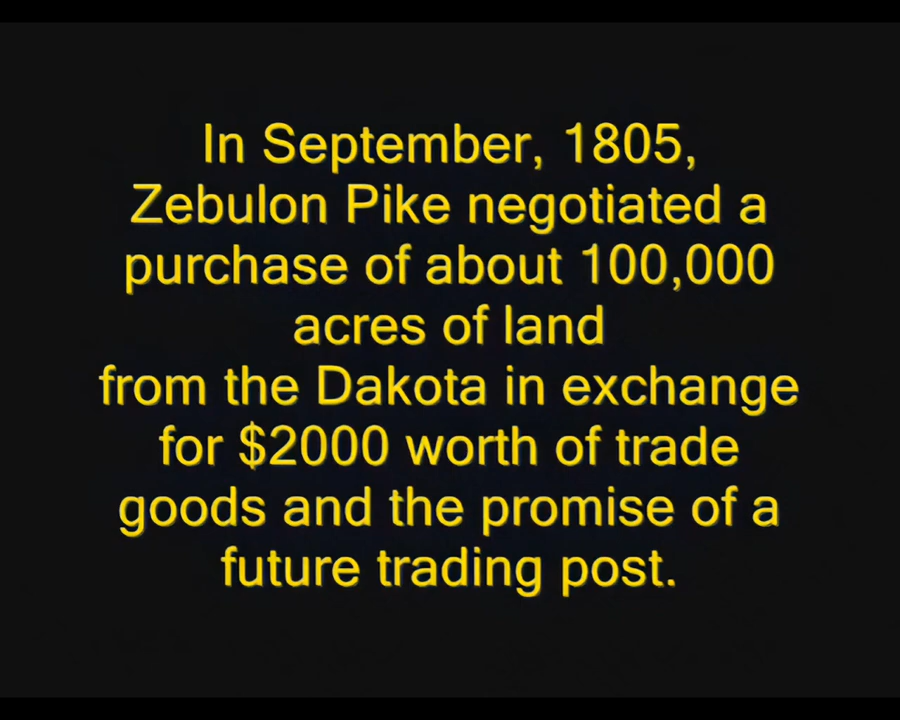 In September, 1805,
Zebulon Pike negotiated a
purchase of about 100,000
acres of land
from the Dakota in exchange
for $2000 worth of trade
goods and the promise of a
future trading post.